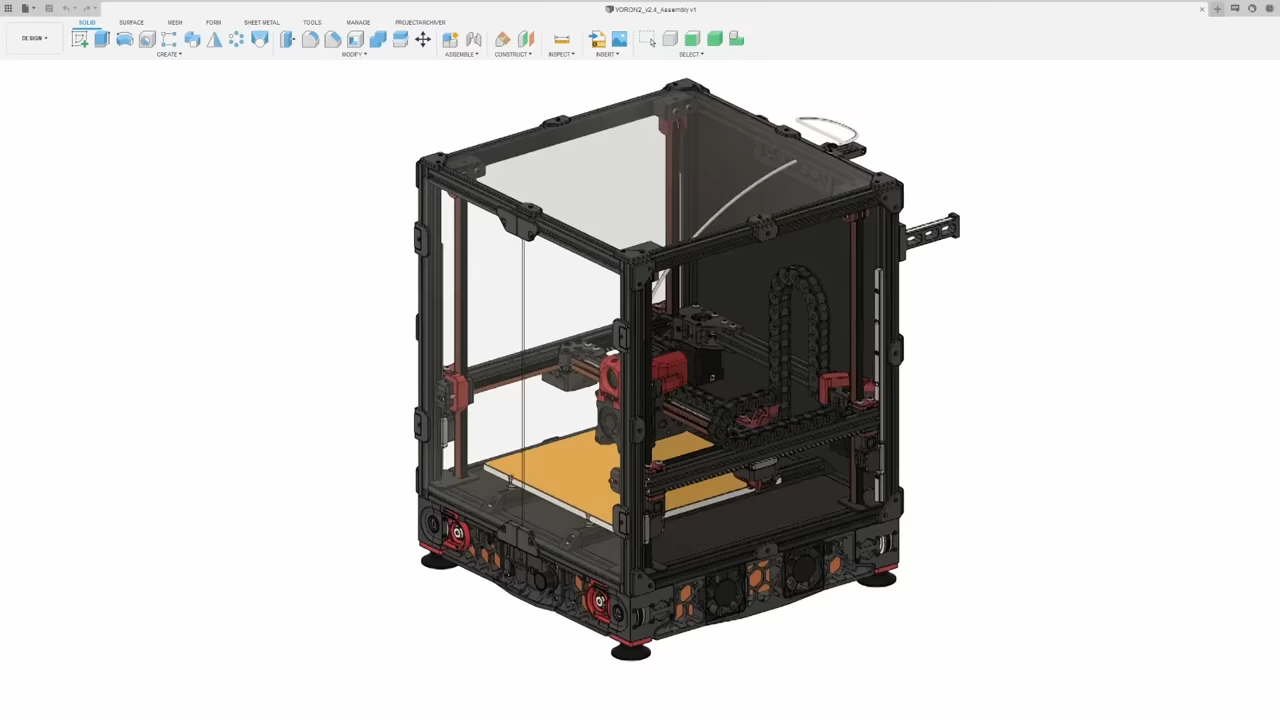 VORON2_v2.4_Assembly v1
SOLID SURFACE MESH FORM SHEET METAL TOOLS MANAGE PROJECTARCHIVER
DESIGN
CREATE MODIFY ASSEMBLE CONSTRUCT INSPECT INSERT SELECT